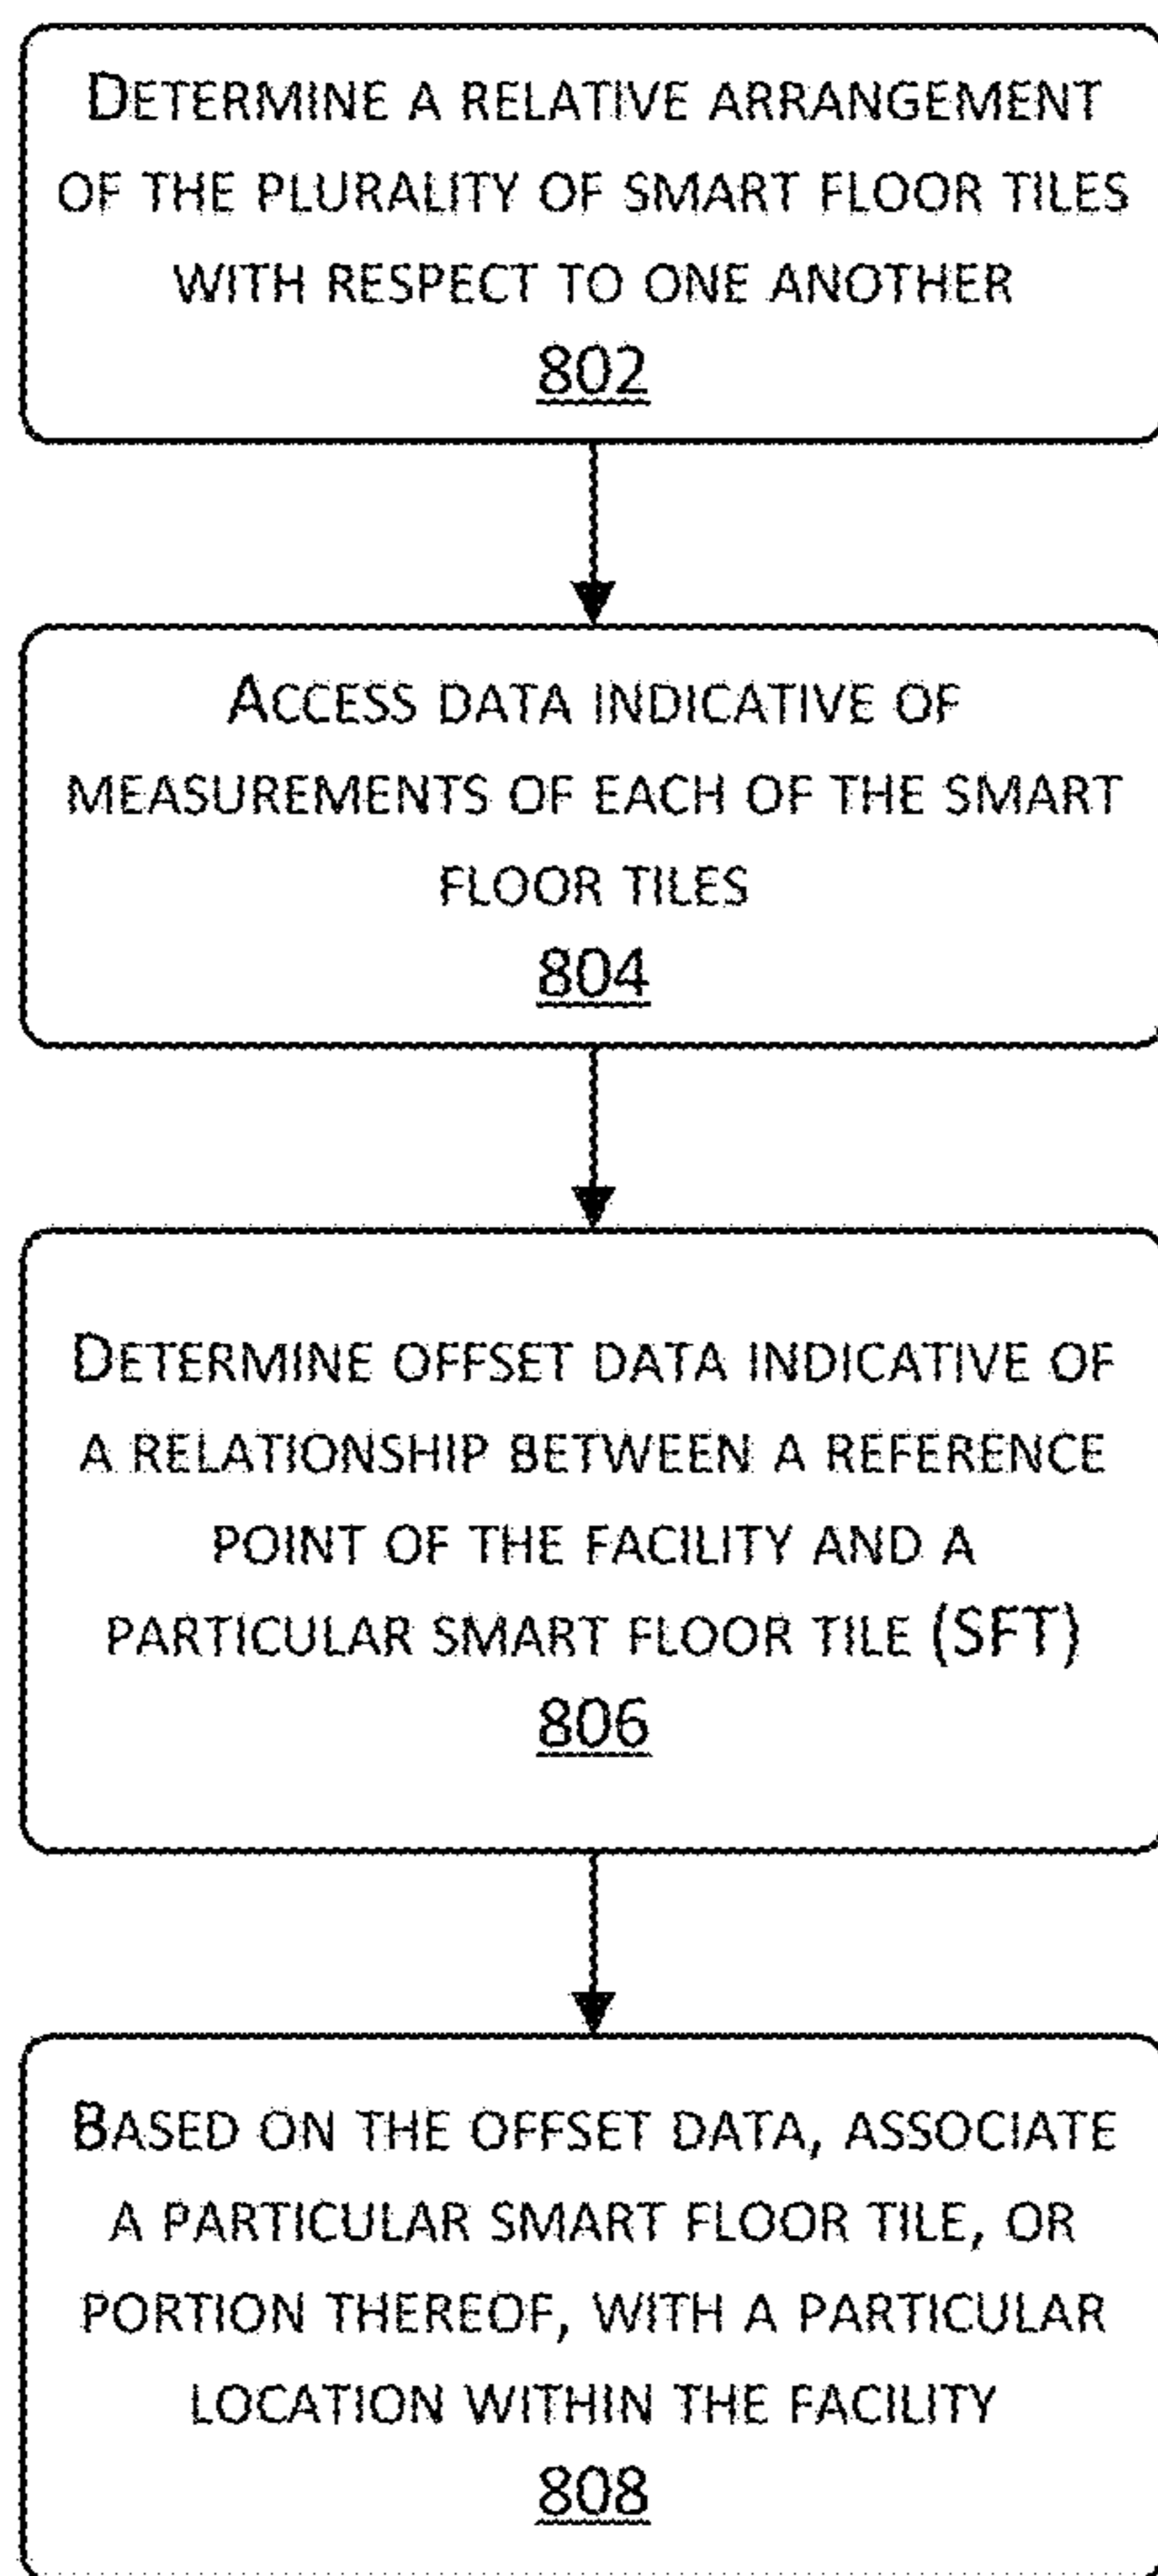 DETERMINE A RELATIVE ARRANGEMENT
OF THE PLURALITY OF SMART FLOOR TILES
WITH RESPECT TO ONE ANOTHER
802
ACCESS DATA INDICATIVE OF
MEASUREMENTS OF EACH OF THE SMART
FLOOR TILES
804
DETERMINE OFFSET DATA INDICATIVE OF
A RELATIONSHIP BETWEEN A REFERENCE
POINT OF THE FACILITY AND A
PARTICULAR SMART FLOOR TILE (SFT)
806
BASED ON THE OFFSET DATA, ASSOCIATE
A PARTICULAR SMART FLOOR TILE, OR
PORTION THEREOF, WITH A PARTICULAR
LOCATION WITHIN THE FACILITY
808